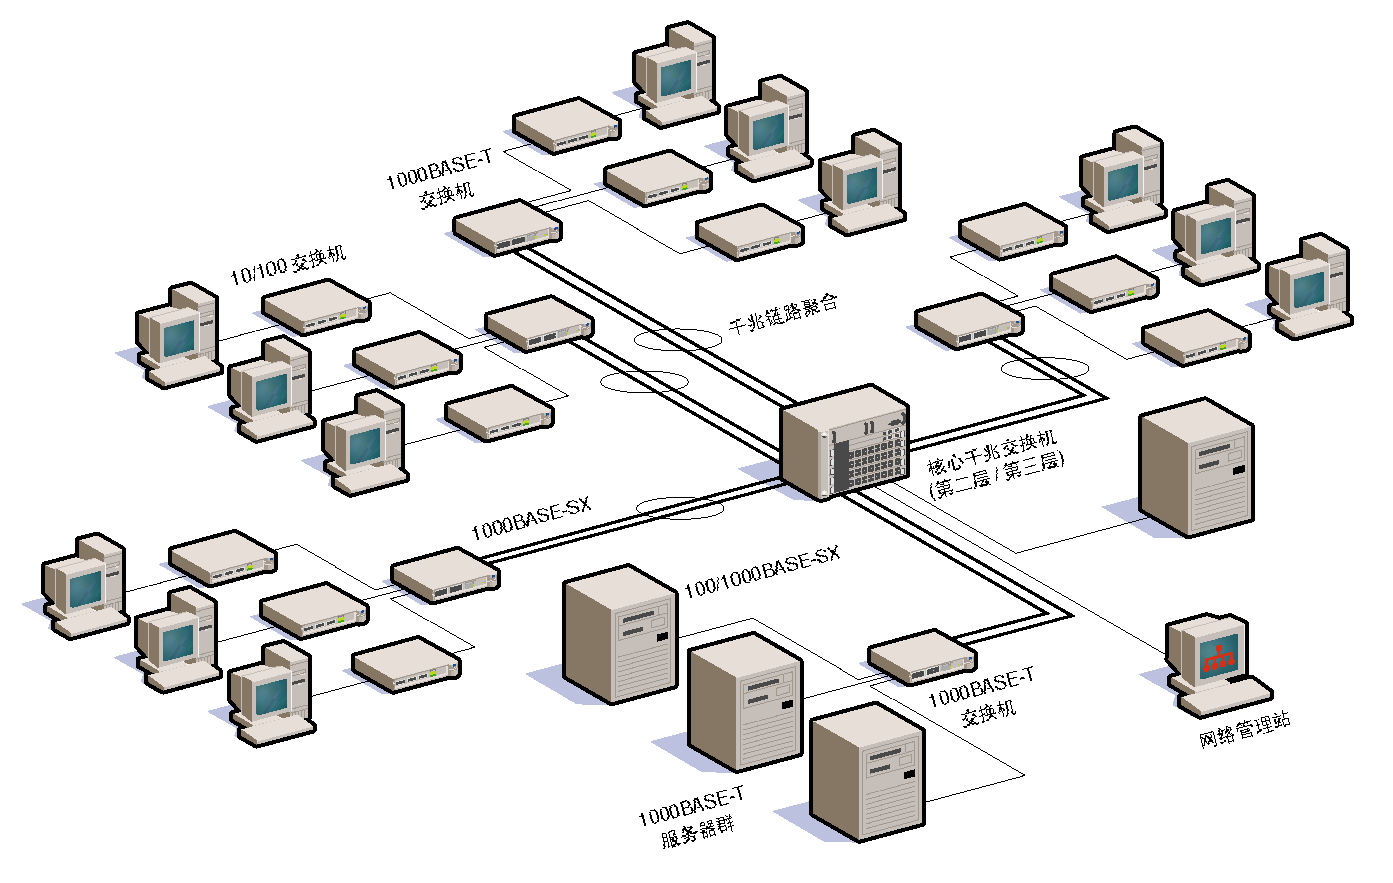 1000BASE-T
交换机
10/100 交换机
千兆链路聚合
核心千兆交换机
(第二层 / 第三层)
1000BASE-SX
100/1000BASE-SX
1000BASE-T
交换机
网络管理站
1000BASE-T
服务器群